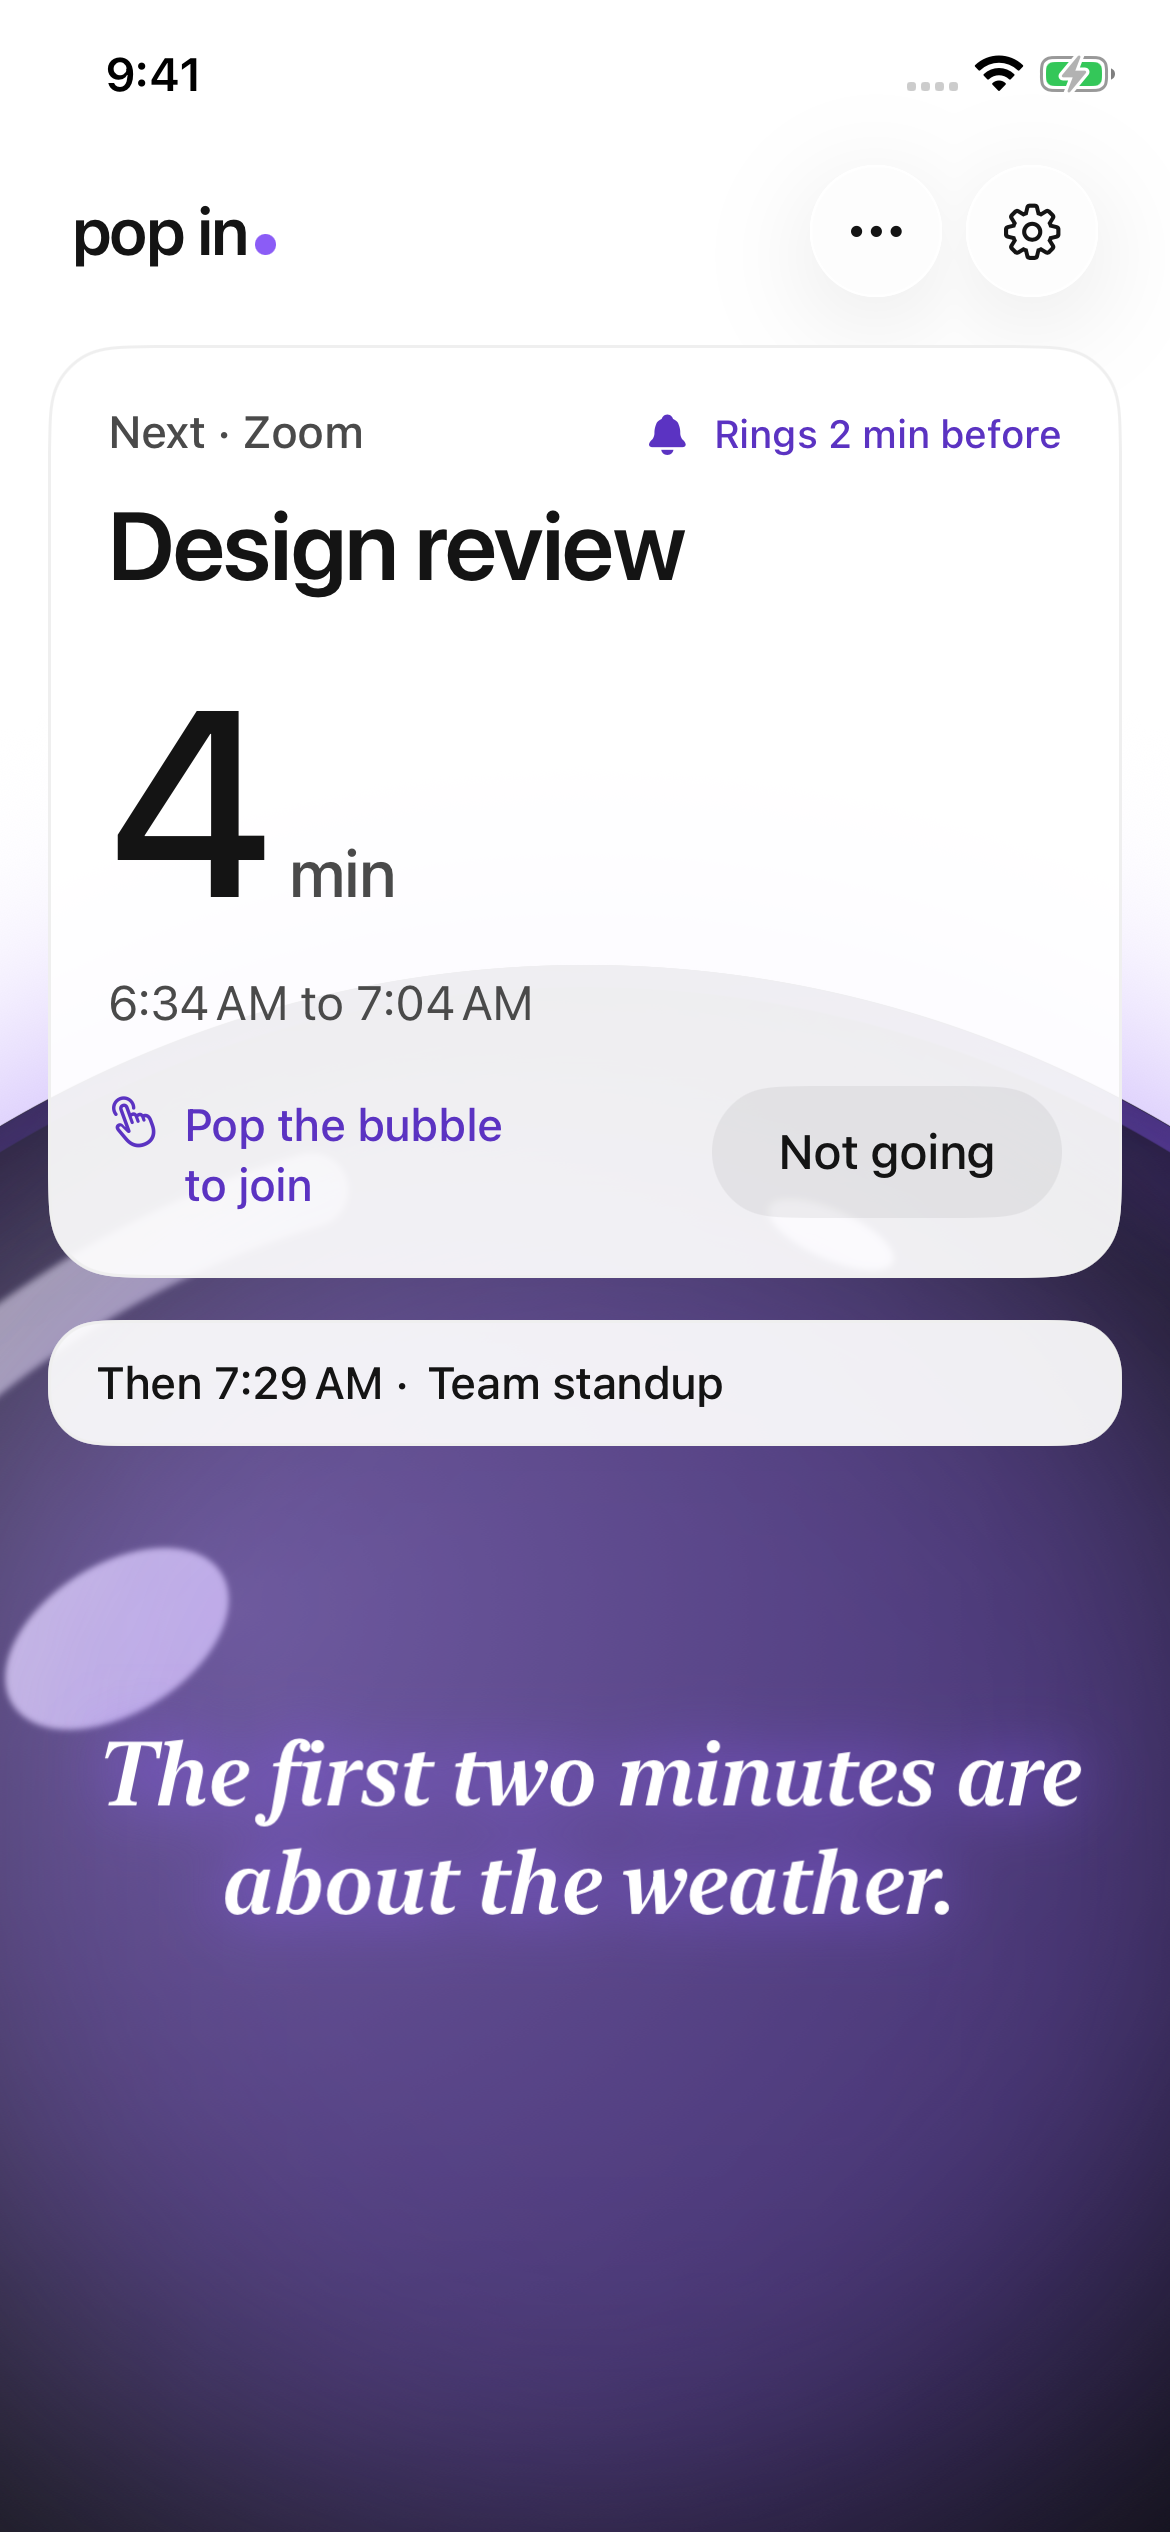 9:41
pop in
Next · Zoom
Rings 2 min before
Design review
4 min
6:34 AM to 7:04 AM
Pop the bubble
to join
Not going
Then 7:29 AM · Team standup
The first two minutes are
about the weather.